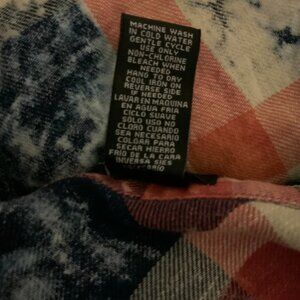 MACHINE WASH
IN COLD WATER
GENTLE CYCLE
USE ONLY
NON-CHLORINE
BLEACH WHEN
NEEDED
HANG TO DRY
COOL IRON ON
REVERSE SIDE
IF NEEDED
LAVAR EN MAQUINA
EN AGUA FRIA
CICLO SUAVE
SOLO USO NO
CLORO CUANDO
SEA NECESARIO
COLGAR PARA
SECAR HIERRO
FRIO DE LA CARA
INVERSA SIES